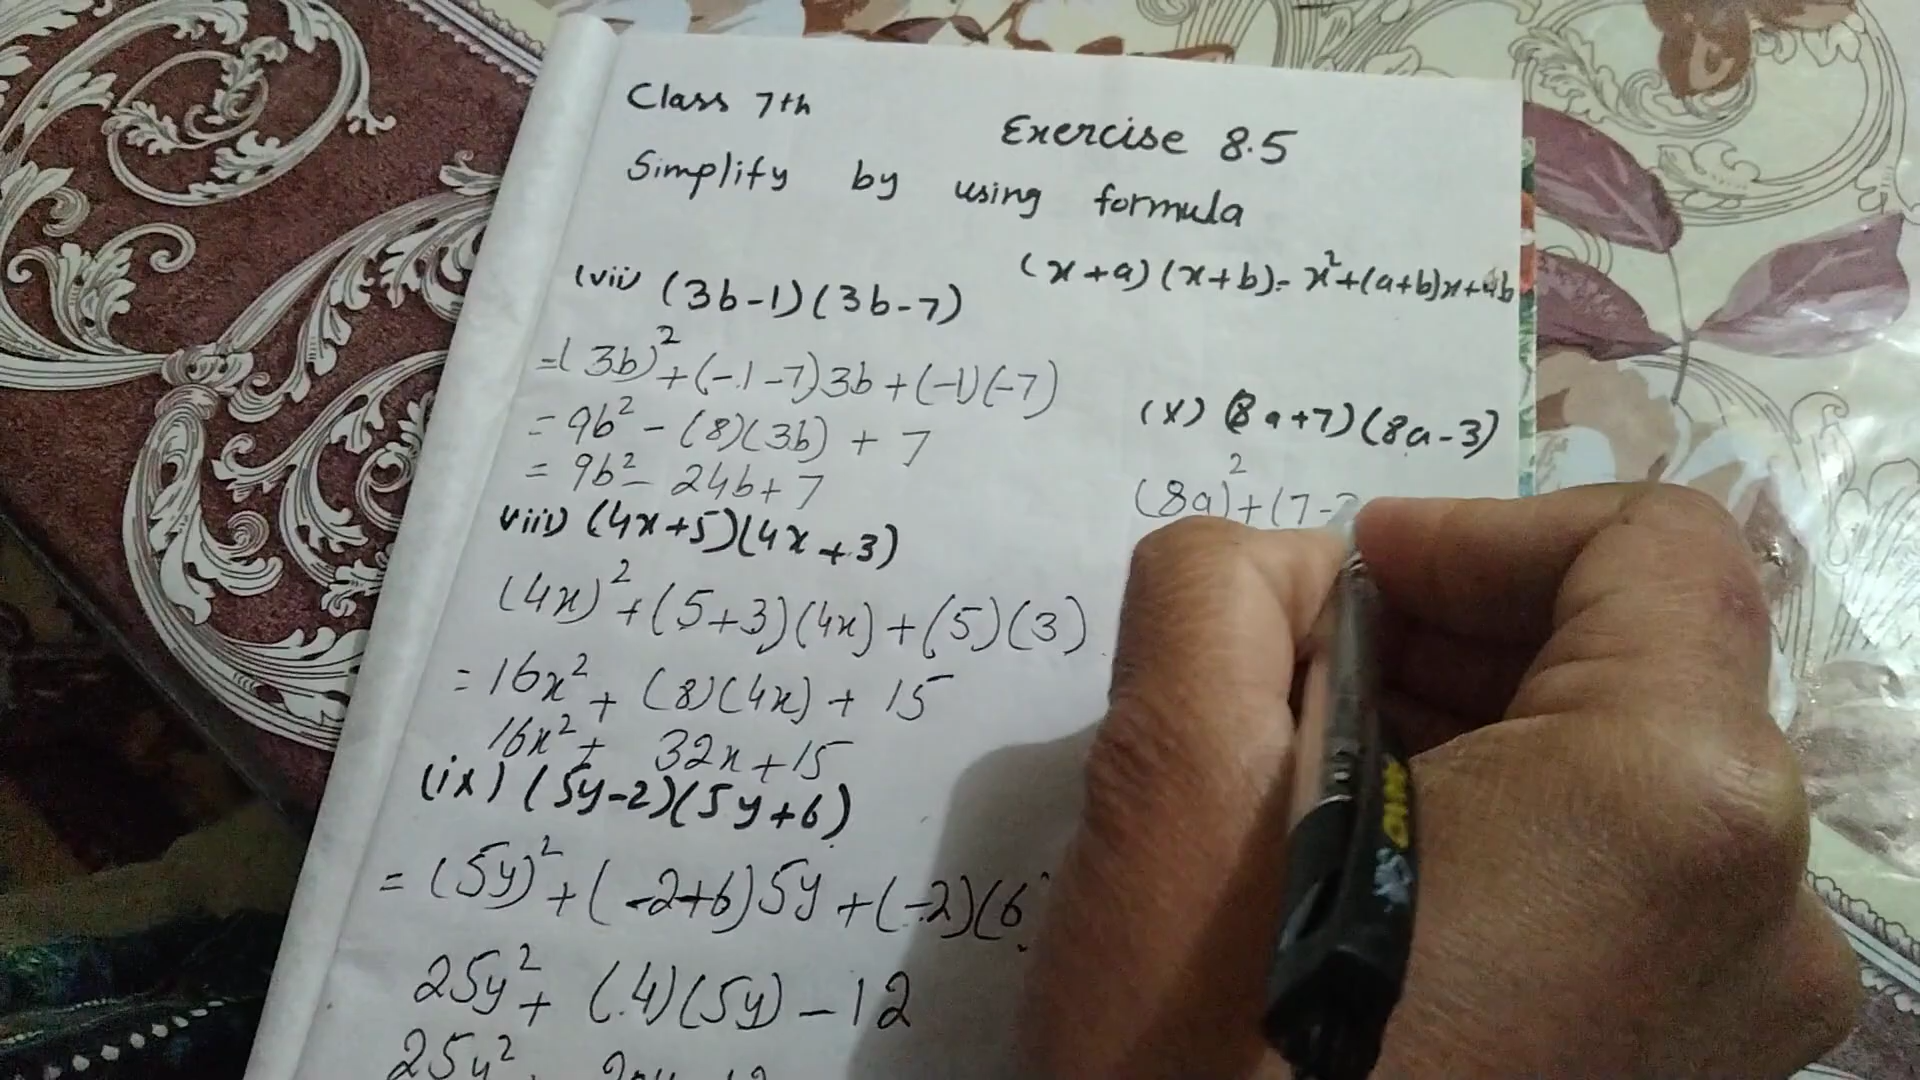 Class 7th
Exercise 8.5
Simplify by using formula
(x+a)(x+b)= x²+(a+b)x+ab
(vii) (3b-1)(3b-7)
=(3b)²+(-1-7)3b+(-1)(-7)
= 9b² - (8)(3b) + 7
= 9b² - 24b+7
viii) (4x+5)(4x+3)
(4x)²+(5+3)(4x)+(5)(3)
= 16x² + (8)(4x) + 15
16x² + 32x+15
(ix) (5y-2)(5y+6)
= (5y)²+(-2+6)5y+(-2)(6
25y²+ (4)(5y) - 12
25y²
(x) (8a+7)(8a-3)
(8a)²+(7-